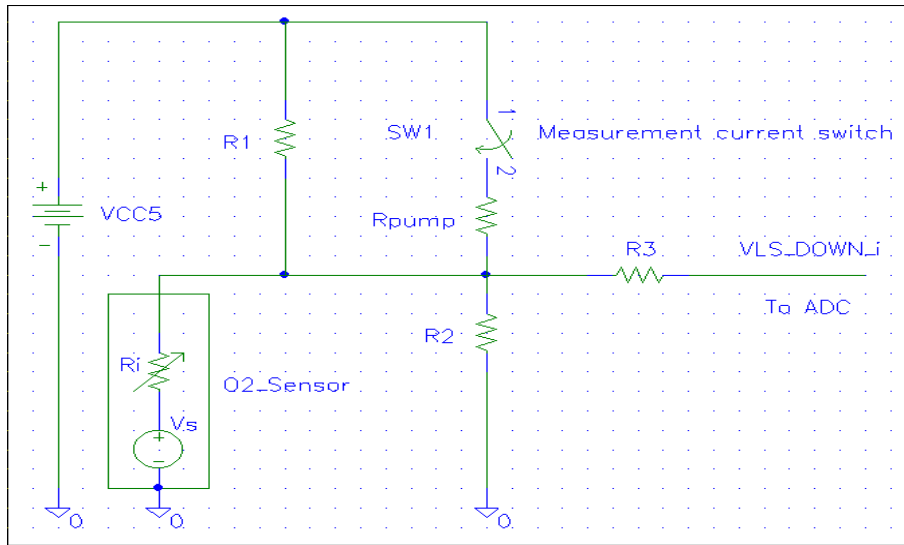 R1
SW1
1
2
Measurement current switch
+
VCC5
-
Rpump
R3
VLS_DOWN_i
To ADC
R2
Ri
O2_Sensor
Vs
+
-
0
0
0